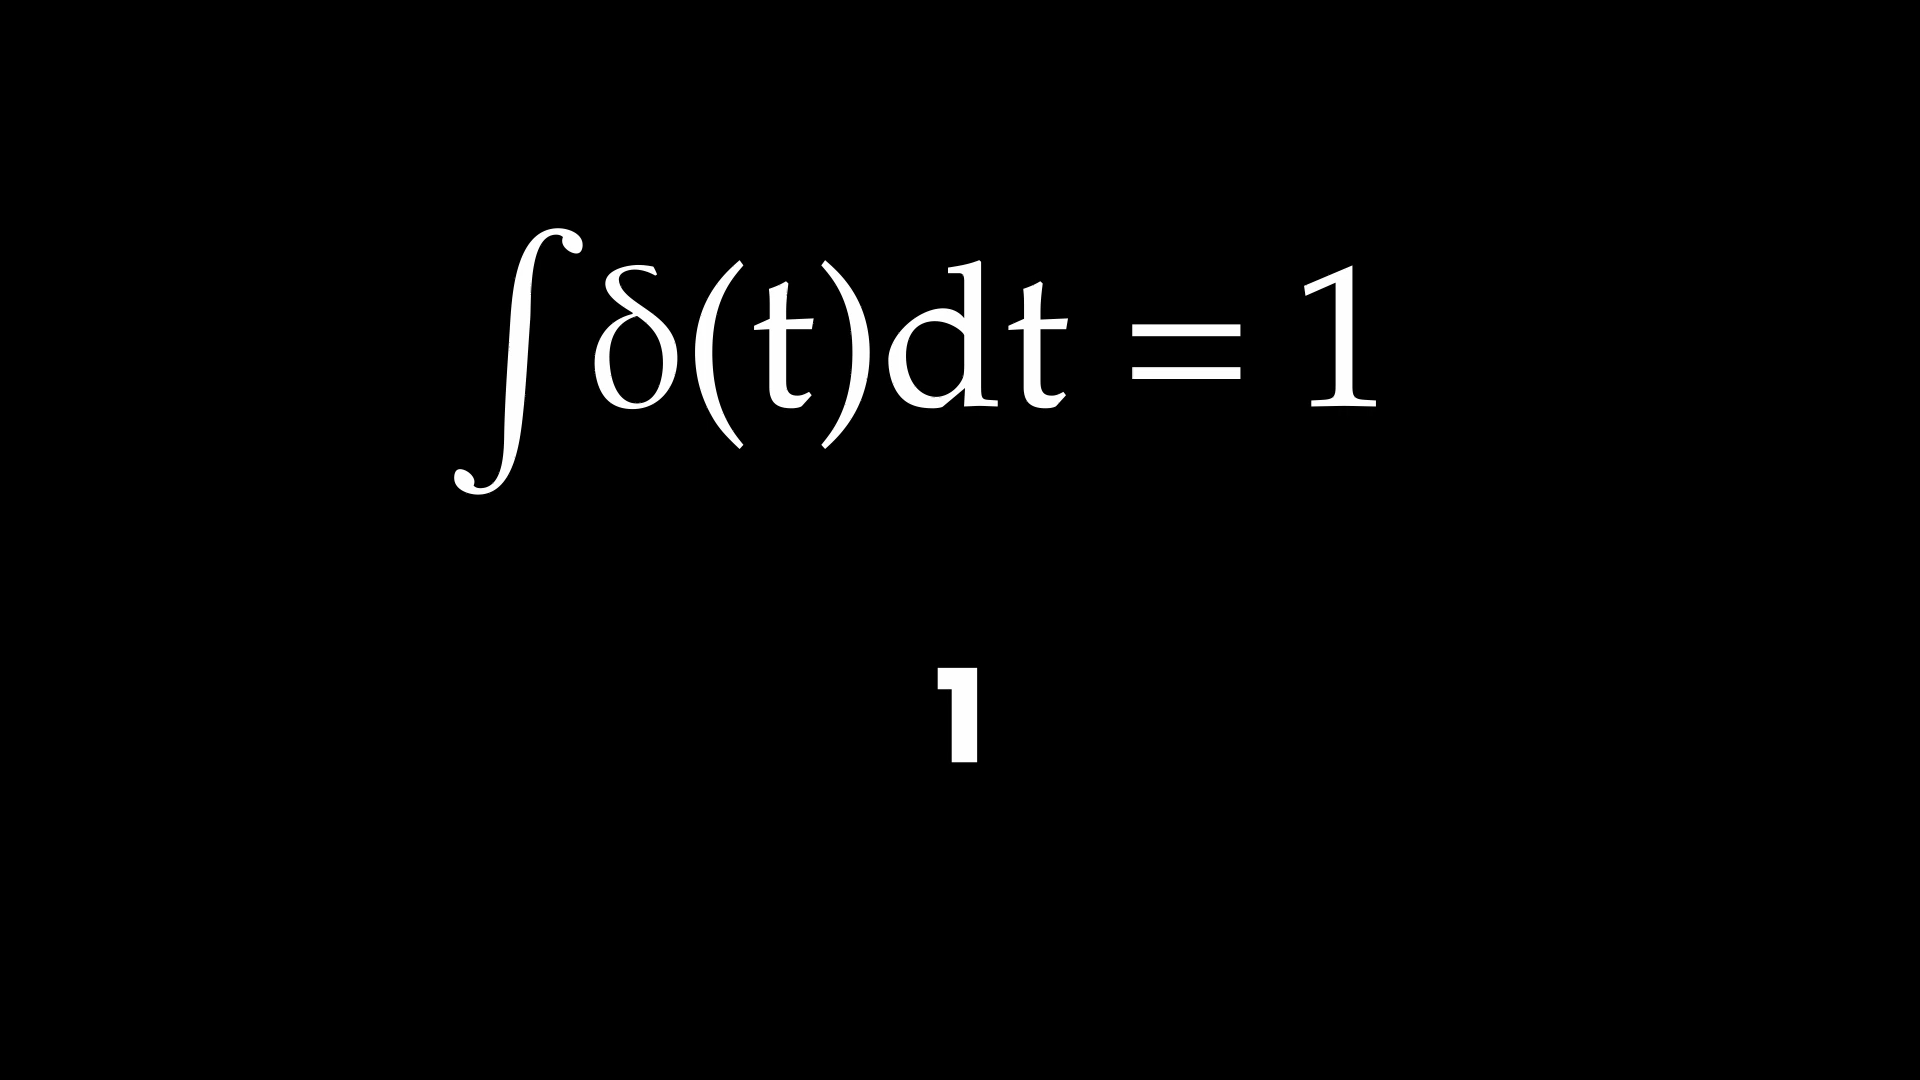 ∫δ(t)dt = 1
1